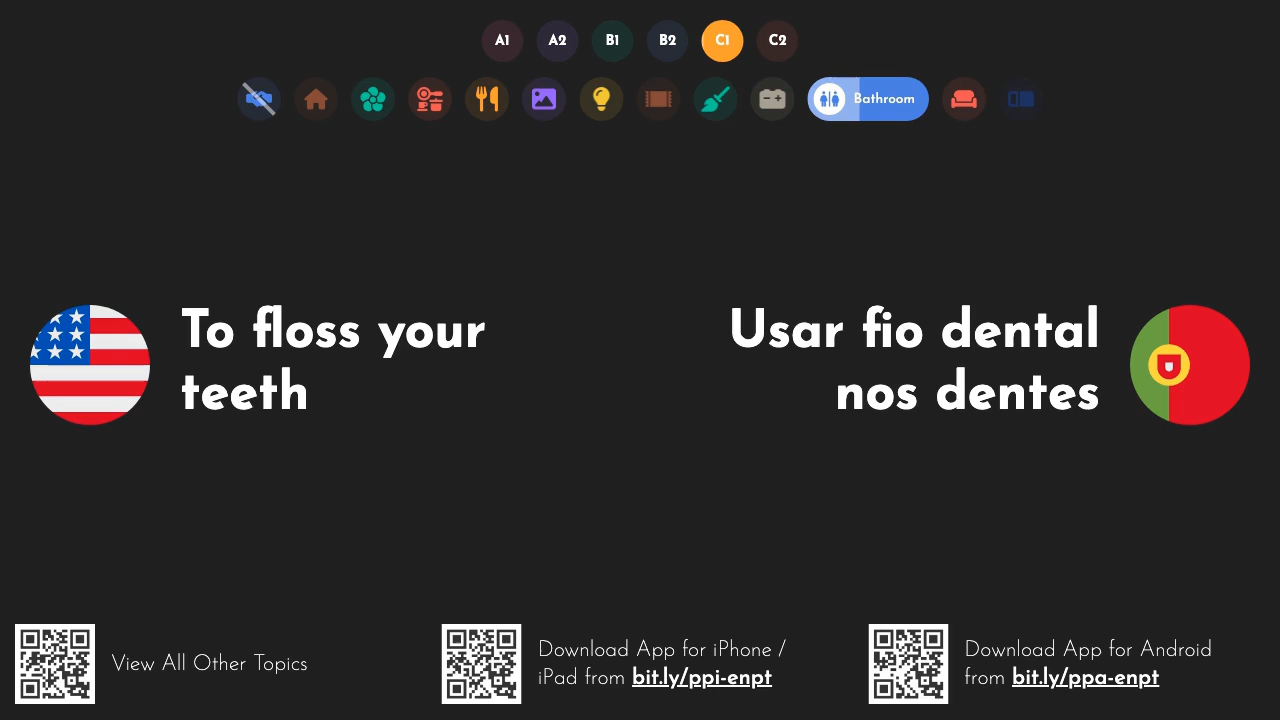 A1 A2 B1 B2 C1 C2
Bathroom
To floss your
teeth
Usar fio dental
nos dentes
View All Other Topics
Download App for iPhone /
iPad from bit.ly/ppi-enpt
Download App for Android
from bit.ly/ppa-enpt